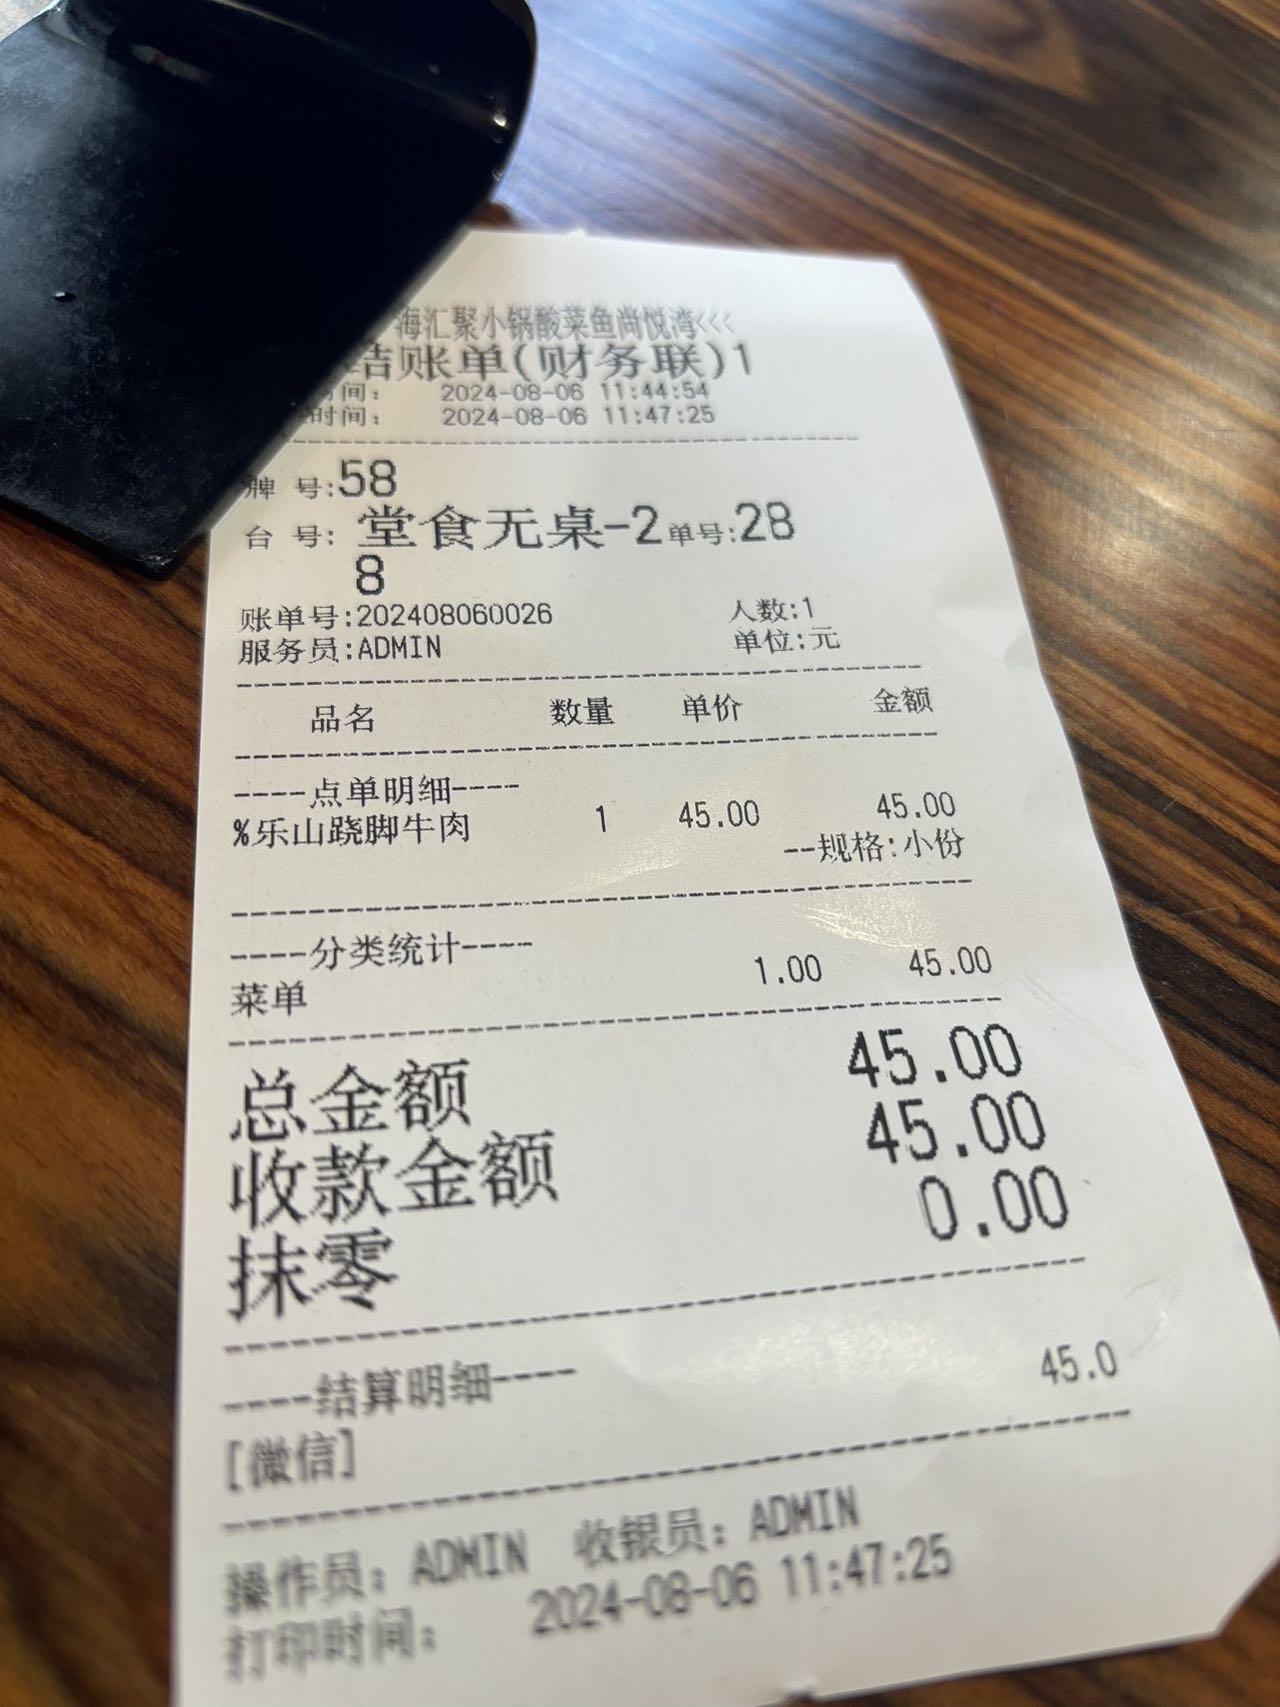 海汇聚小锅酸菜鱼尚悦湾<<<
结账单(财务联)1
时间: 2024-08-06 11:44:54
时间: 2024-08-06 11:47:25
牌 号:58
台 号: 堂食无桌-2单号:28
8
账单号:202408060026 人数:1
服务员:ADMIN 单位:元
品名 数量 单价 金额
----点单明细----
%乐山跷脚牛肉 1 45.00 45.00
--规格:小份
----分类统计----
菜单 1.00 45.00
总金额 45.00
收款金额 45.00
抹零 0.00
----结算明细----
[微信] 45.0
操作员: ADMIN 收银员: ADMIN
打印时间: 2024-08-06 11:47:25